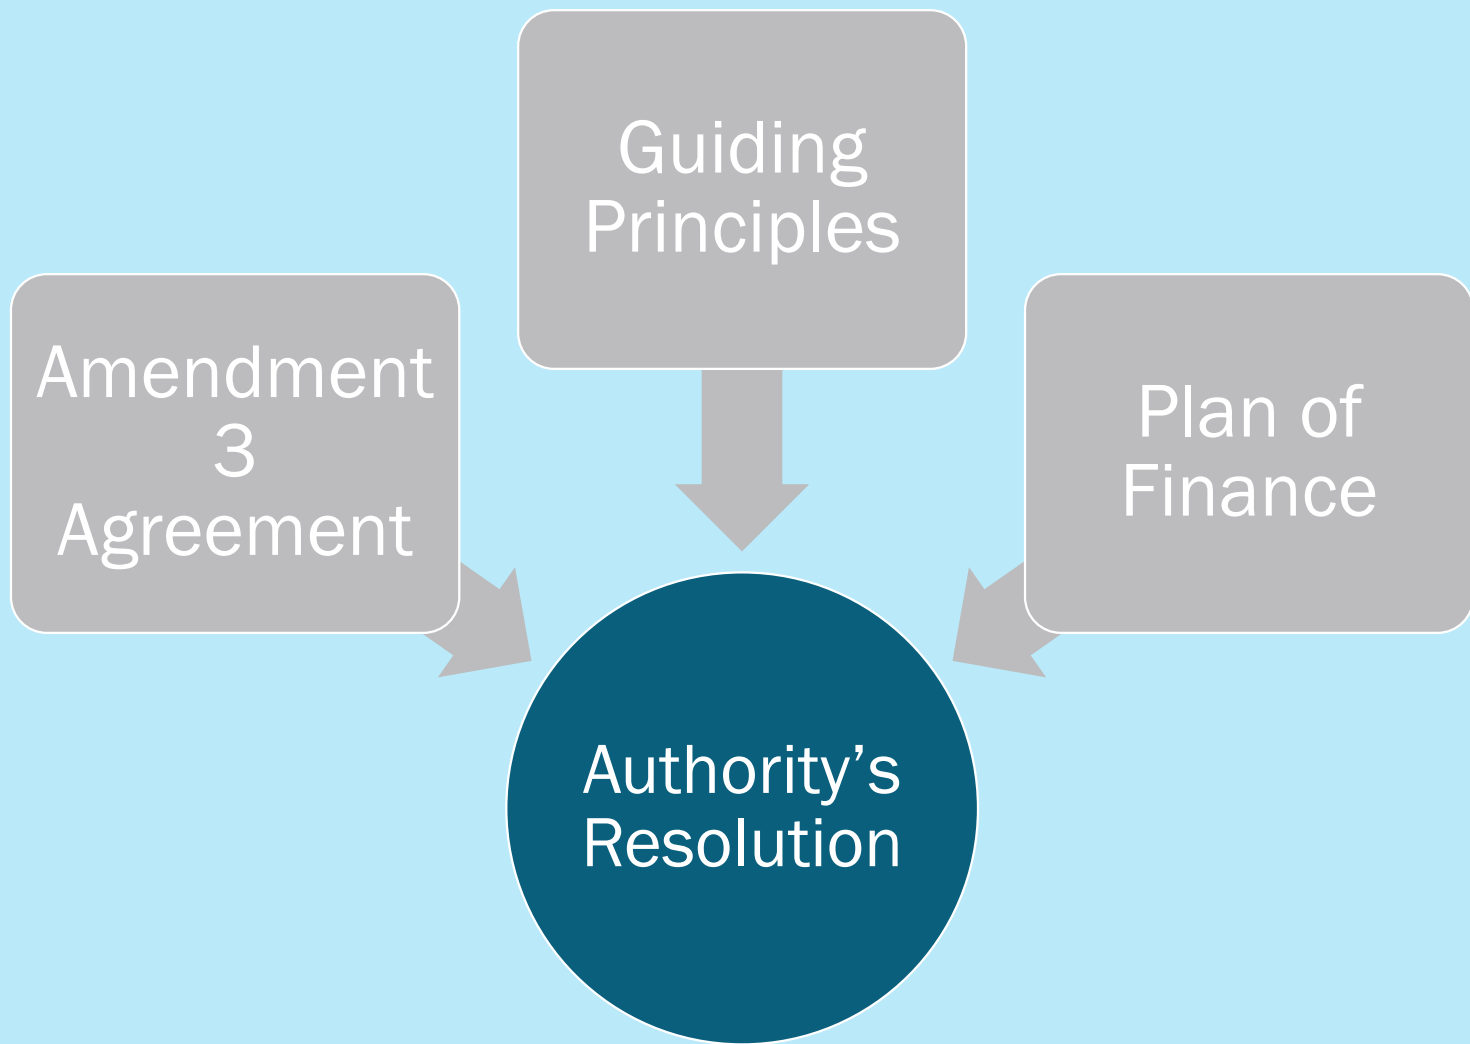 Guiding
Principles
Amendment
3
Agreement
Plan of
Finance
Authority’s
Resolution